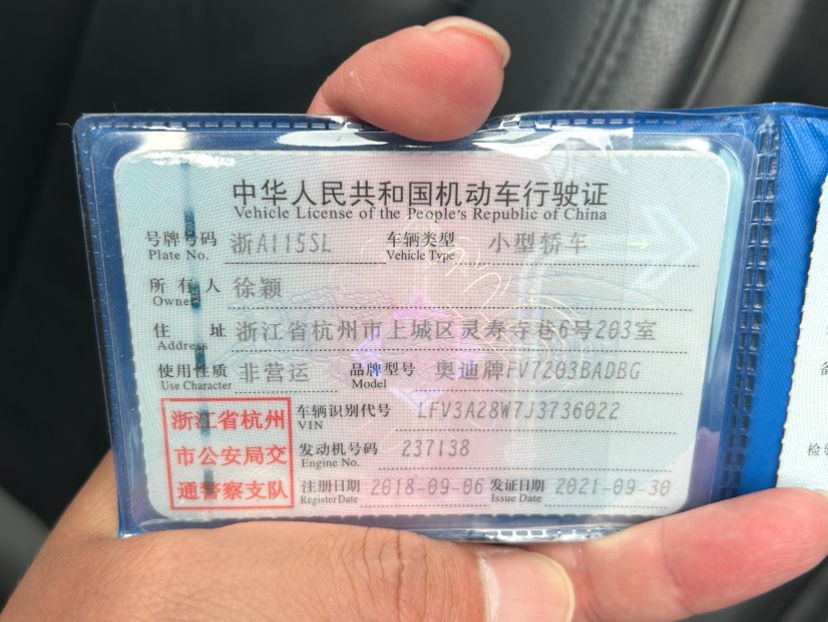 中华人民共和国机动车行驶证
Vehicle License of the People's Republic of China
号牌号码 浙A115SL 车辆类型 小型轿车
Plate No. Vehicle Type
所有人 徐颖
Owner
住址 浙江省杭州市上城区灵寿寺巷6号203室
Address
使用性质 非营运 品牌型号 奥迪牌FV7203BADBG
Use Character Model
浙江省杭州
市公安局交
通警察支队
车辆识别代号 LFV3A28W7J3736022
VIN
发动机号码 237138
Engine No.
注册日期 2018-09-06 发证日期 2021-09-30
Register Date Issue Date